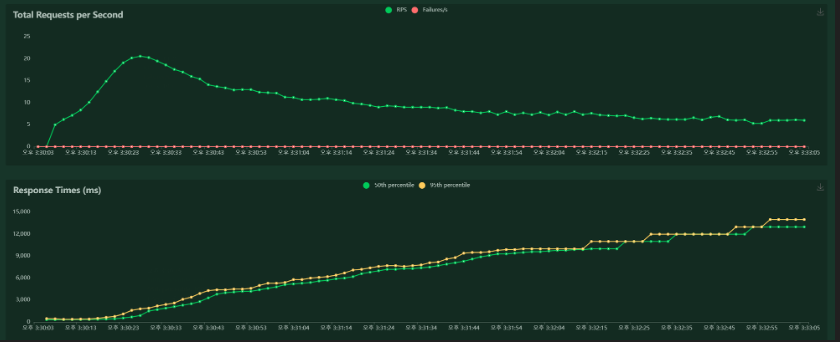 Total Requests per Second
RPS Failures/s
25
20
15
10
5
0
오후 3:30:03 오후 3:30:13 오후 3:30:23 오후 3:30:33 오후 3:30:43 오후 3:30:53 오후 3:31:04 오후 3:31:14 오후 3:31:24 오후 3:31:34 오후 3:31:44 오후 3:31:54 오후 3:32:04 오후 3:32:15 오후 3:32:25 오후 3:32:35 오후 3:32:45 오후 3:32:55 오후 3:33:05
Response Times (ms)
50th percentile 95th percentile
15,000
12,000
9,000
6,000
3,000
0
오후 3:30:03 오후 3:30:13 오후 3:30:23 오후 3:30:33 오후 3:30:43 오후 3:30:53 오후 3:31:04 오후 3:31:14 오후 3:31:24 오후 3:31:34 오후 3:31:44 오후 3:31:54 오후 3:32:04 오후 3:32:15 오후 3:32:25 오후 3:32:35 오후 3:32:45 오후 3:32:55 오후 3:33:05